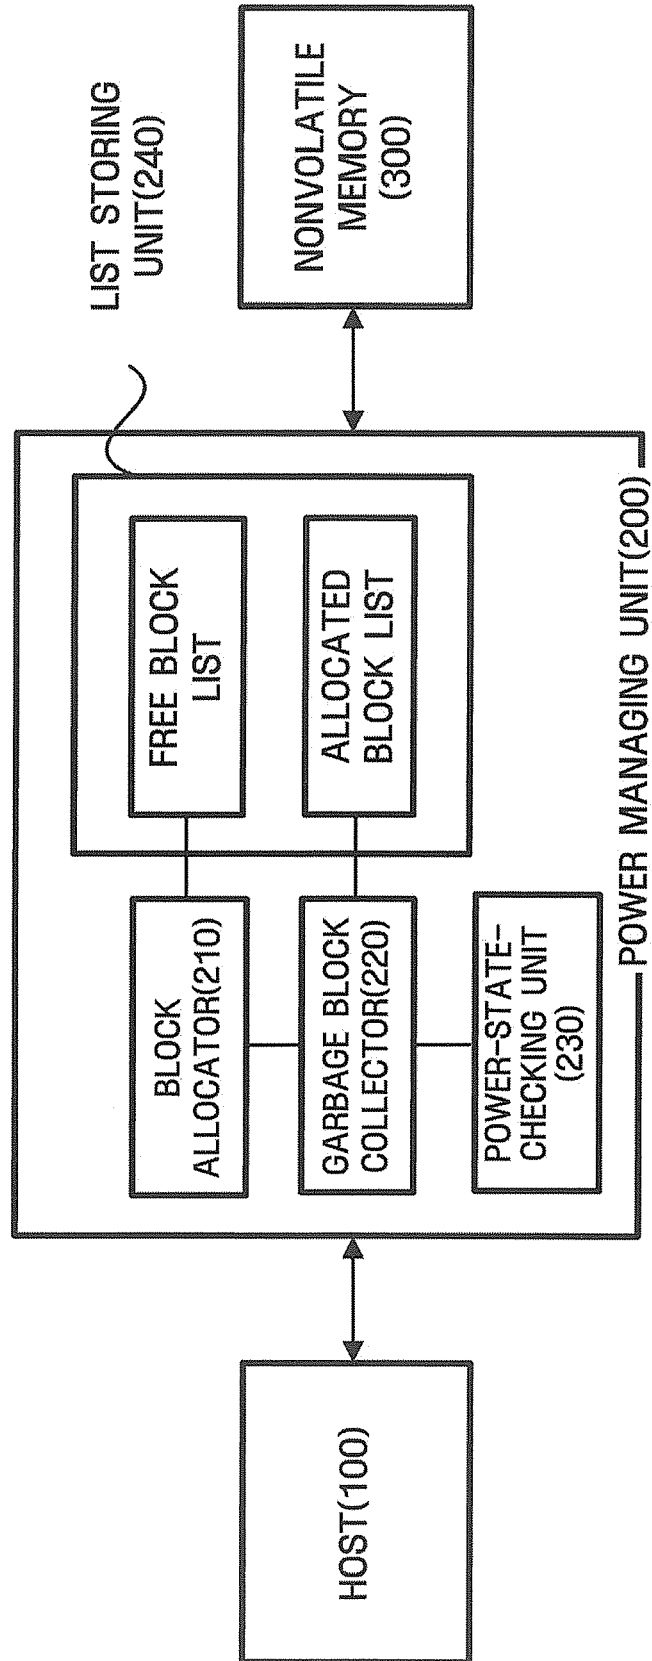 HOST(100)
BLOCK
ALLOCATOR(210)
GARBAGE BLOCK
COLLECTOR(220)
POWER-STATE-
CHECKING UNIT
(230)
FREE BLOCK
LIST
ALLOCATED
BLOCK LIST
POWER MANAGING UNIT(200)
LIST STORING
UNIT(240)
NONVOLATILE
MEMORY
(300)